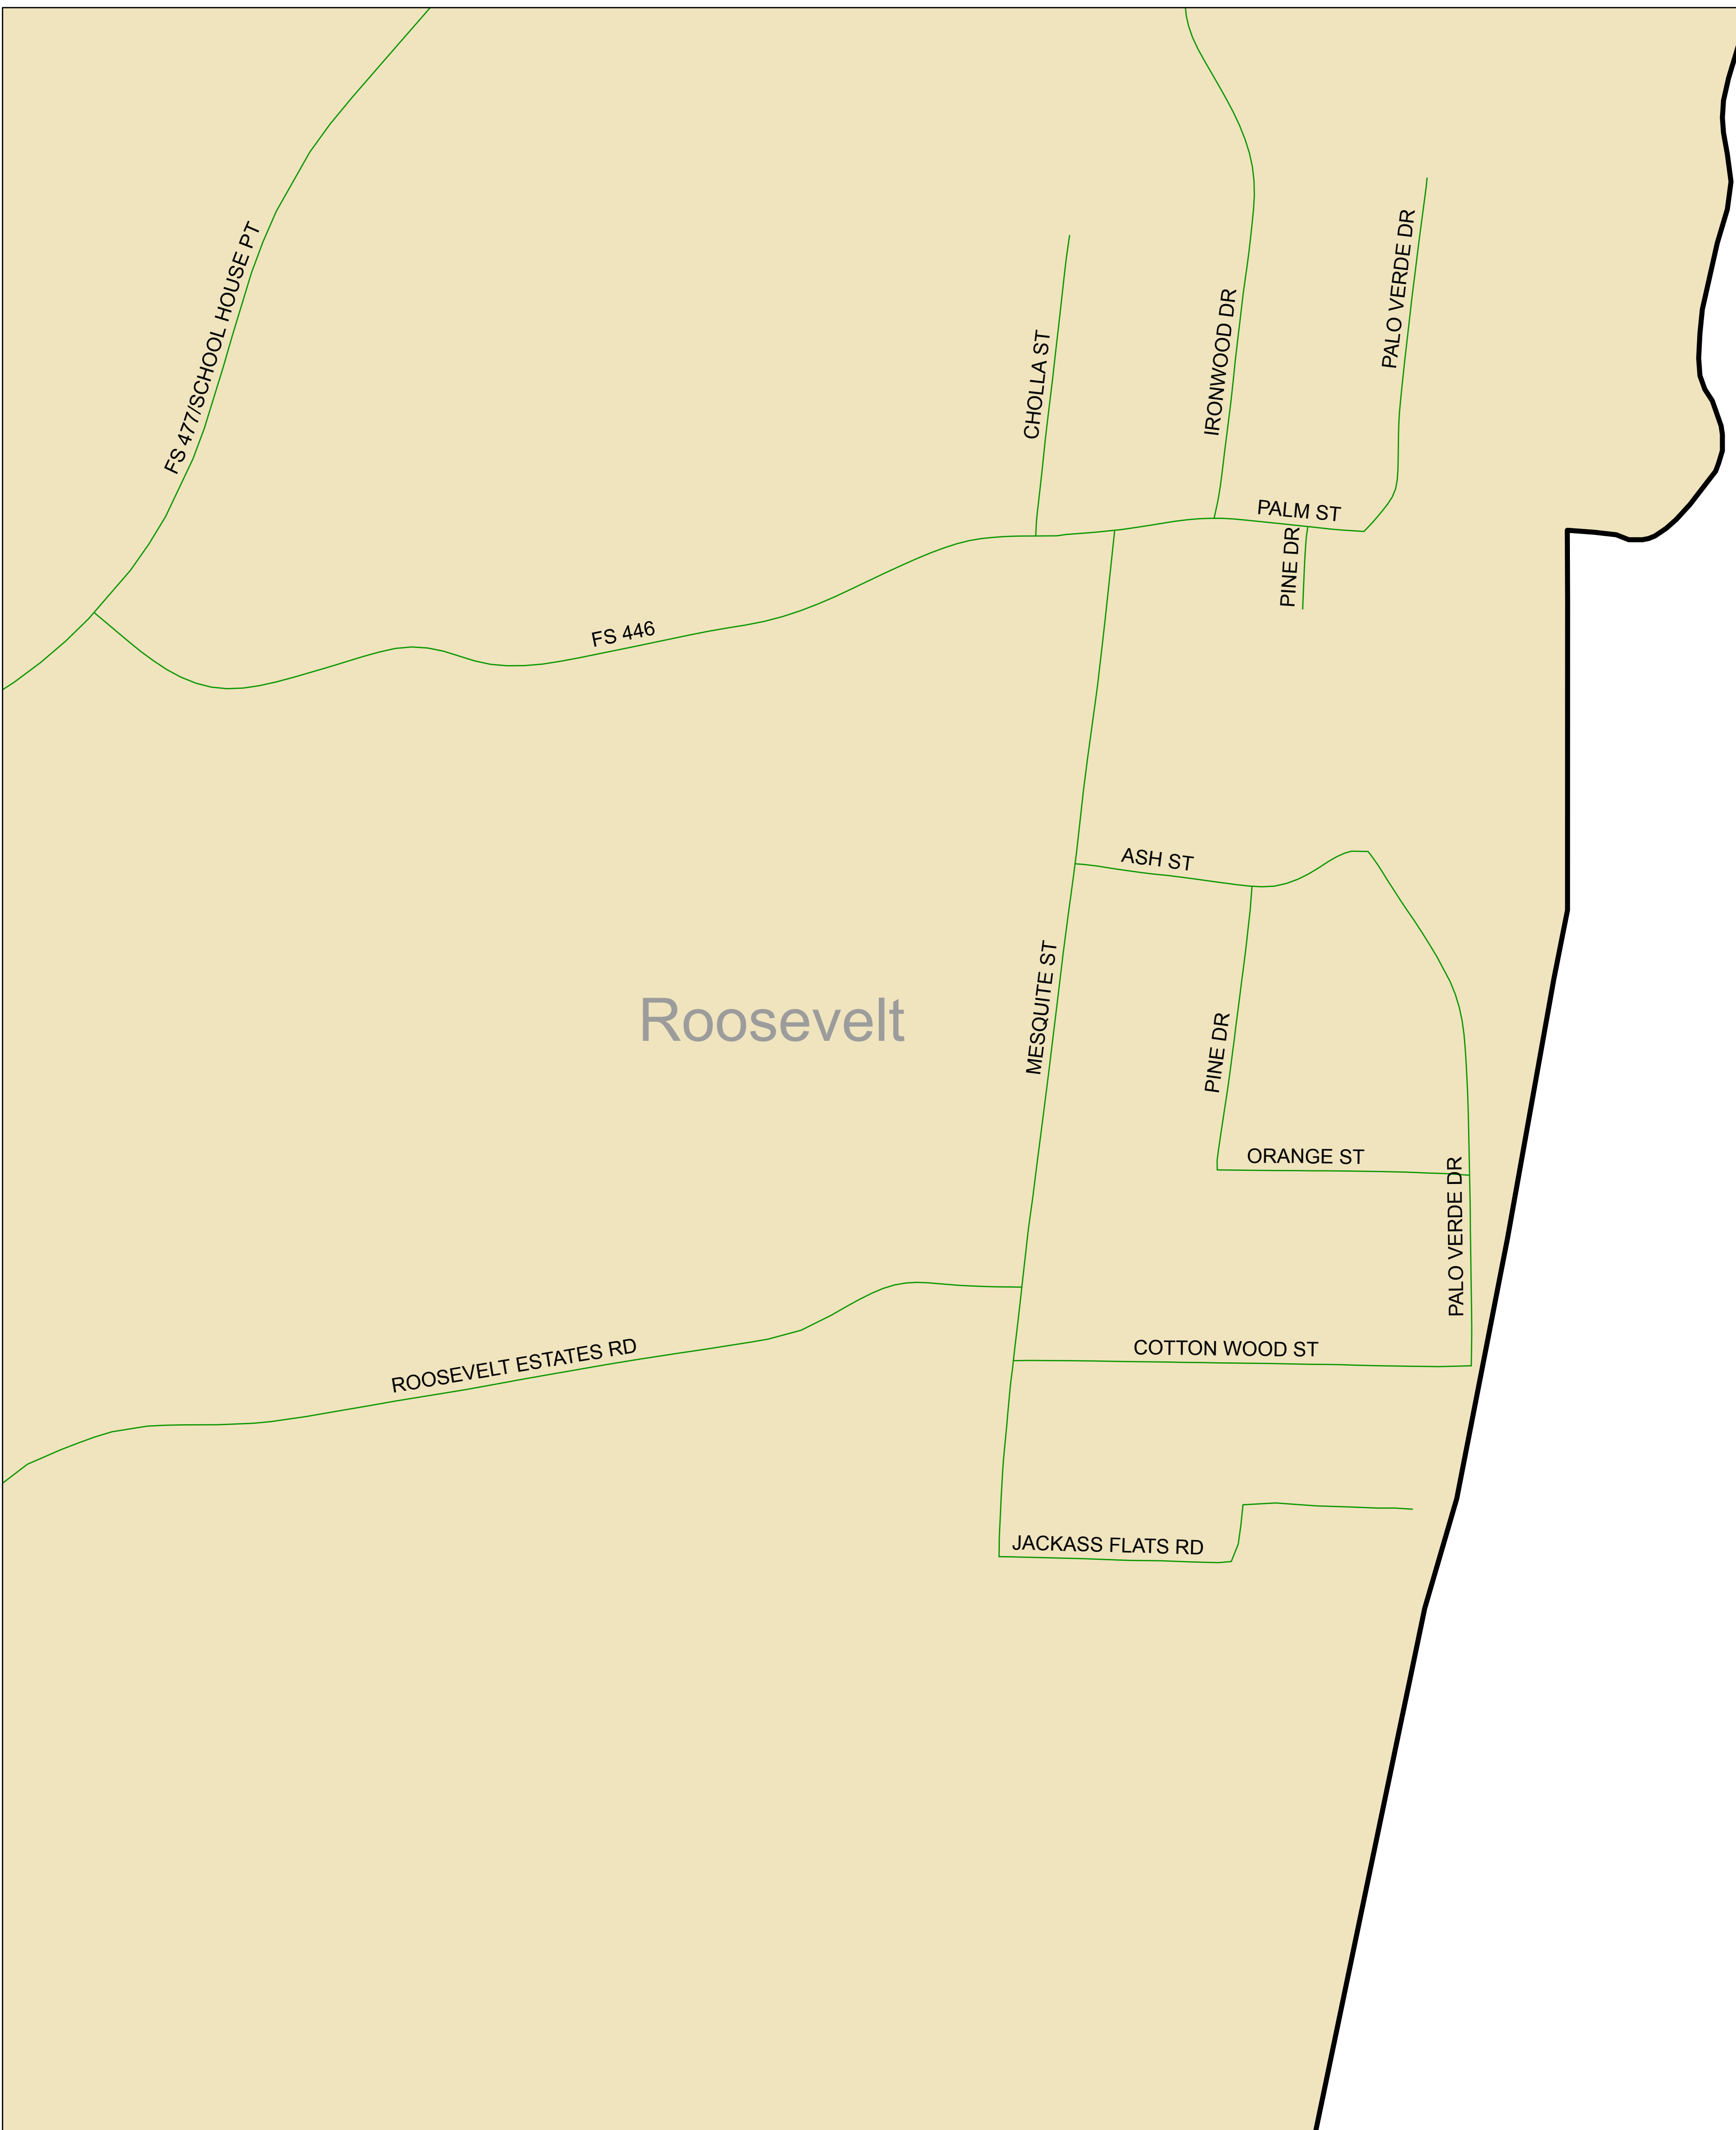 FS 477/SCHOOL HOUSE PT
PALO VERDE DR
IRONWOOD DR
CHOLLA ST
PALM ST
PINE DR
FS 446
ASH ST
MESQUITE ST
Roosevelt
PINE DR
ORANGE ST
PALO VERDE DR
COTTON WOOD ST
ROOSEVELT ESTATES RD
JACKASS FLATS RD